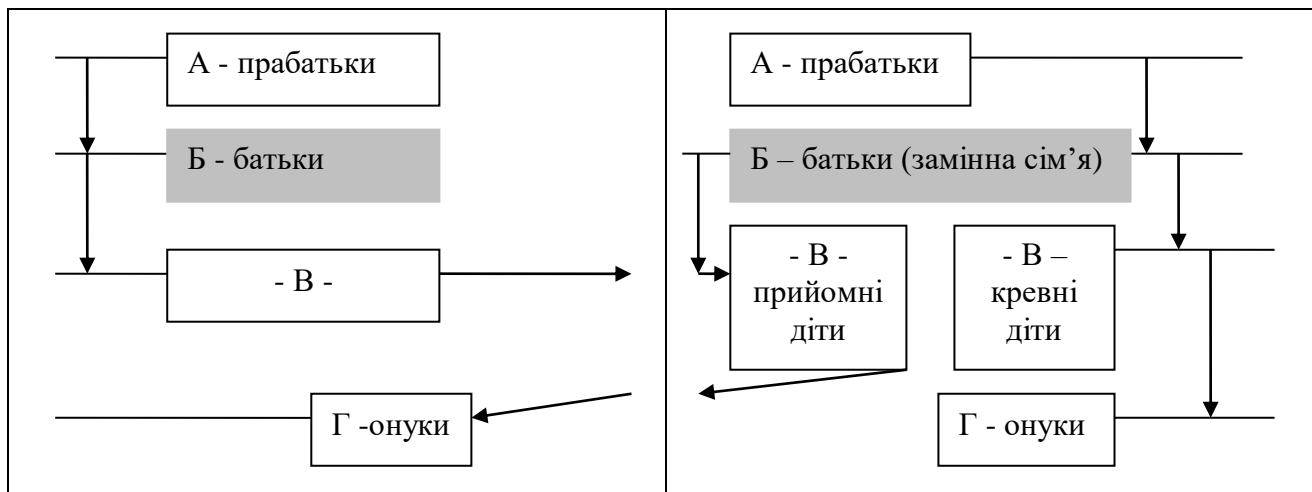 А - прабатьки
Б - батьки
- В -
Г -онуки
А - прабатьки
Б – батьки (замінна сім’я)
- В -
прийомні
діти
- В –
кревні
діти
Г - онуки